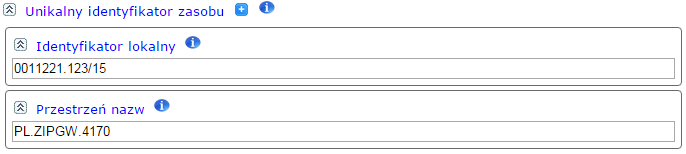 Unikalny identyfikator zasobu
Identyfikator lokalny
0011221.123/15
Przestrzeń nazw
PL.ZIPGW.4170